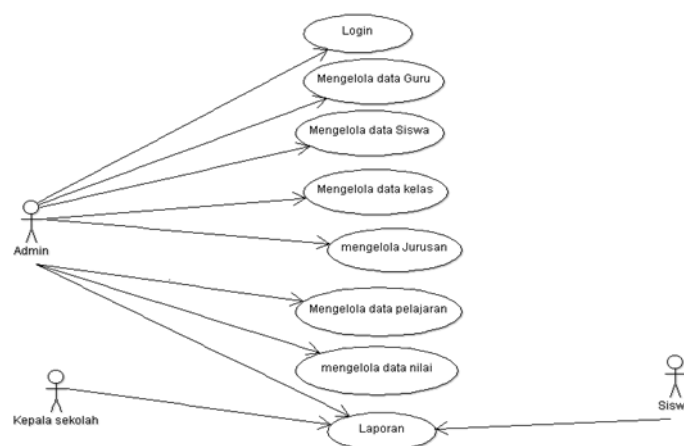 Login
Mengelola data Guru
Mengelola data Siswa
Mengelola data kelas
Admin
mengelola Jurusan
Mengelola data pelajaran
mengelola data nilai
Kepala sekolah
Laporan
Sisw